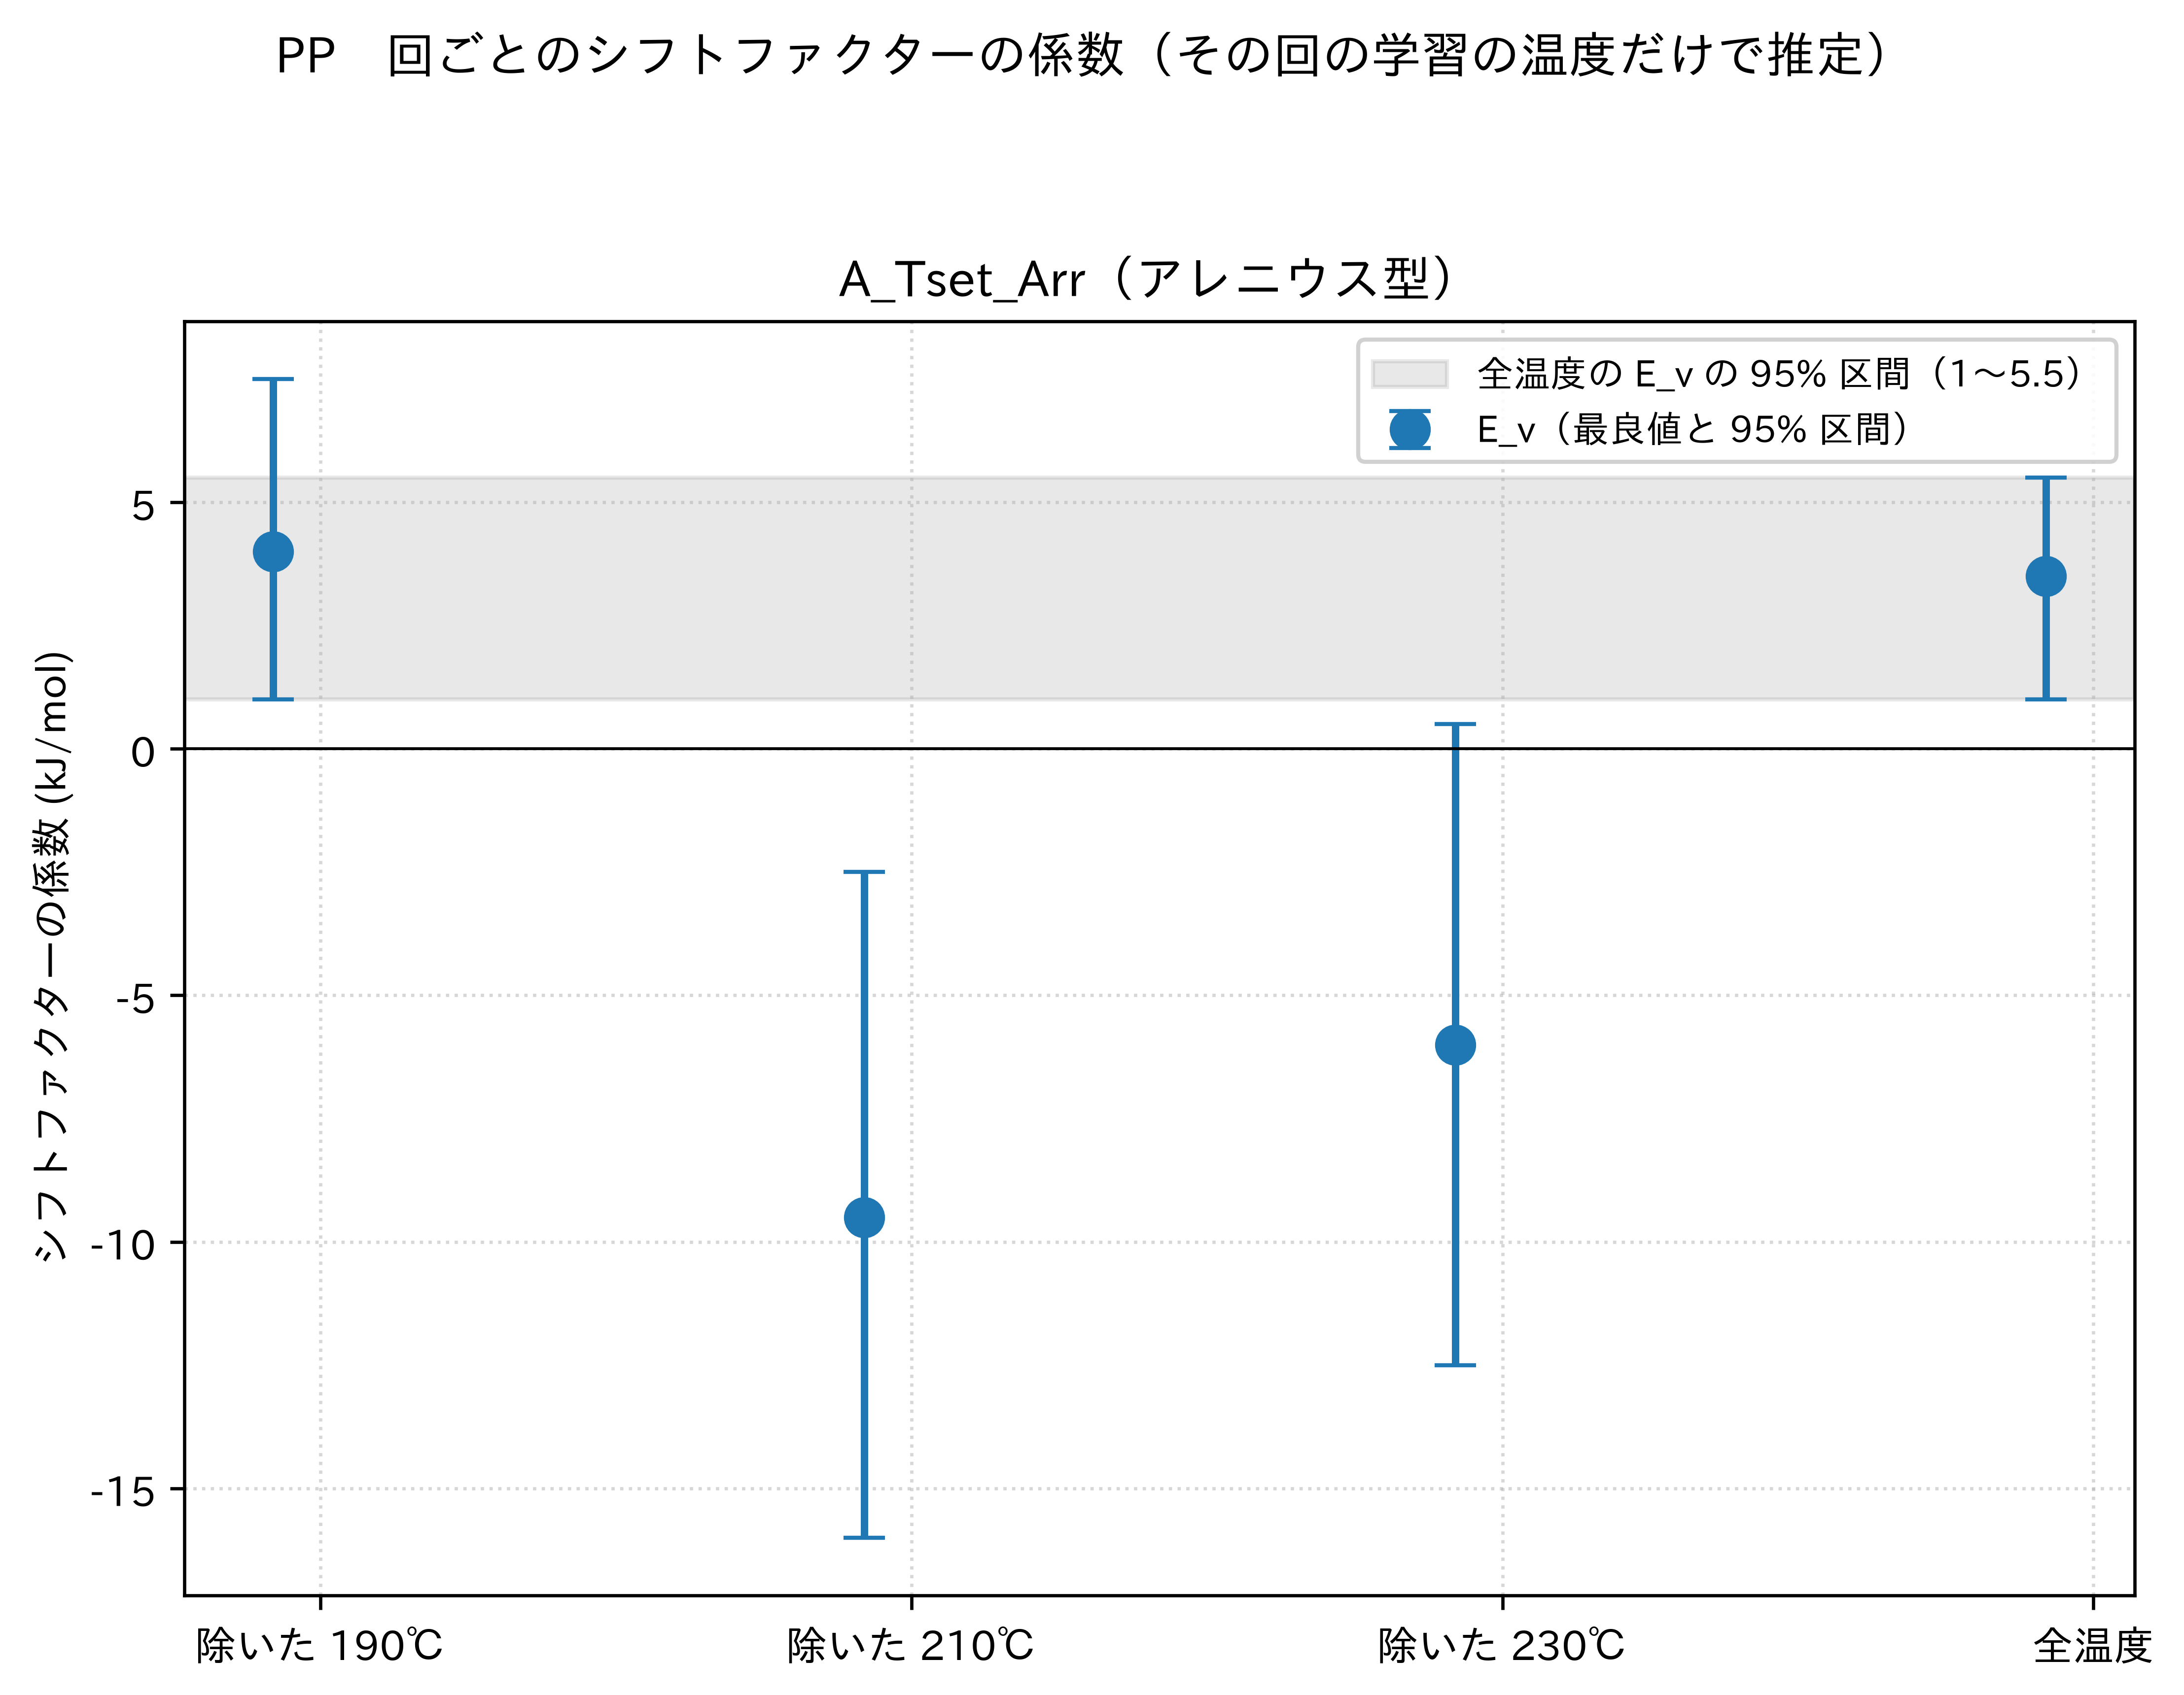 PP　回ごとのシフトファクターの係数（その回の学習の温度だけで推定）
A_Tset_Arr（アレニウス型）
全温度の E_v の 95% 区間（1～5.5）
E_v（最良値と 95% 区間）
シフトファクターの係数 (kJ/mol)
5
0
-5
-10
-15
除いた 190℃
除いた 210℃
除いた 230℃
全温度